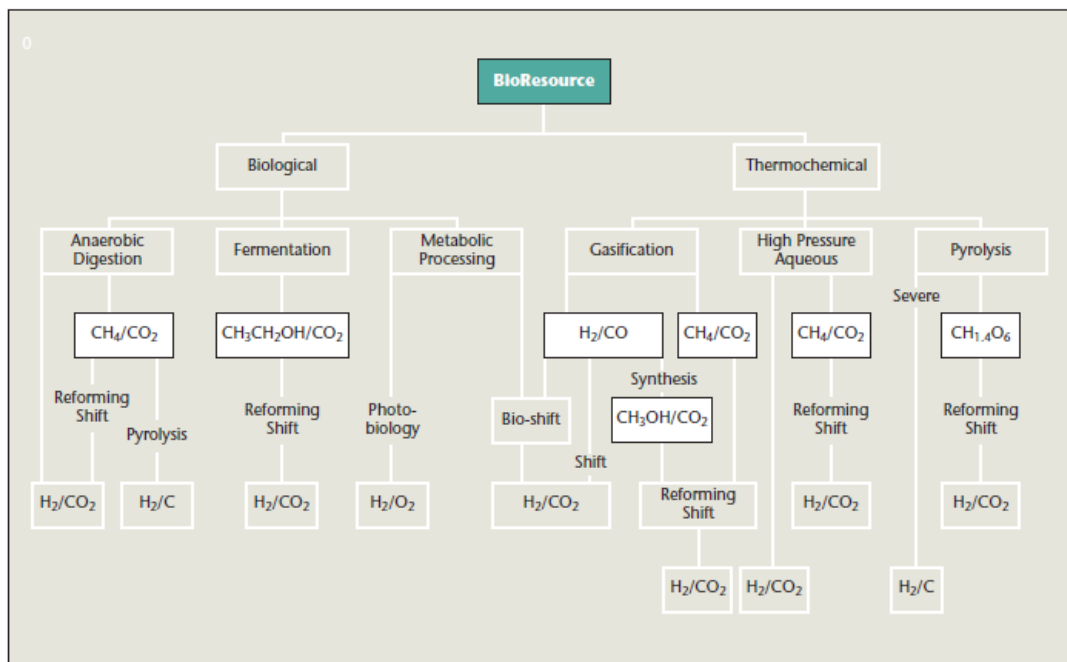 0
BioResource
Biological
Thermochemical
Anaerobic
Digestion
Fermentation
Metabolic
Processing
Gasification
High Pressure
Aqueous
Pyrolysis
Severe
CH₄/CO₂
CH₃CH₂OH/CO₂
H₂/CO
CH₄/CO₂
CH₄/CO₂
CH₁.₄O₆
Synthesis
Reforming
Shift
Pyrolysis
Reforming
Shift
Photo-
biology
Bio-shift
CH₃OH/CO₂
Reforming
Shift
Reforming
Shift
Shift
H₂/CO₂
H₂/C
H₂/CO₂
H₂/O₂
H₂/CO₂
Reforming
Shift
H₂/CO₂
H₂/CO₂
H₂/CO₂
H₂/CO₂
H₂/C